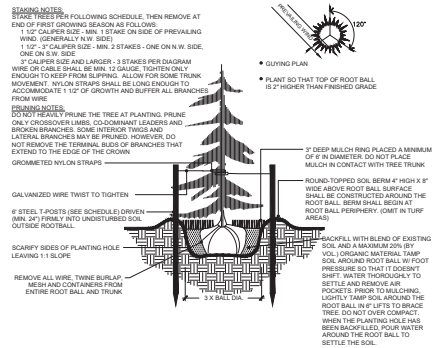 STAKING NOTES:
STAKE TREES PER FOLLOWING SCHEDULE, THEN REMOVE AT
END OF FIRST GROWING SEASON AS FOLLOWS:
1 1/2" CALIPER SIZE - MIN. 1 STAKE ON SIDE OF PREVAILING
WIND. (GENERALLY N.W. SIDE)
1 1/2" - 3" CALIPER SIZE - MIN. 2 STAKES - ONE ON N.W. SIDE,
ONE ON S.W. SIDE
3" CALIPER SIZE AND LARGER - 3 STAKES PER DIAGRAM
WIRE OR CABLE SHALL BE MIN. 12 GAUGE, TIGHTEN ONLY
ENOUGH TO KEEP FROM SLIPPING. ALLOW FOR SOME TRUNK
MOVEMENT. NYLON STRAPS SHALL BE LONG ENOUGH TO
ACCOMMODATE 1 1/2" OF GROWTH AND BUFFER ALL BRANCHES
FROM WIRE
PRUNING NOTES:
DO NOT HEAVILY PRUNE THE TREE AT PLANTING. PRUNE
ONLY CROSSOVER LIMBS, CO-DOMINANT LEADERS AND
BROKEN BRANCHES. SOME INTERIOR TWIGS AND
LATERAL BRANCHES MAY BE PRUNED. HOWEVER, DO
NOT REMOVE THE TERMINAL BUDS OF BRANCHES THAT
EXTEND TO THE EDGE OF THE CROWN
GROMMETED NYLON STRAPS
GALVANIZED WIRE TWIST TO TIGHTEN
6' STEEL T-POSTS (SEE SCHEDULE) DRIVEN
(MIN. 24") FIRMLY INTO UNDISTURBED SOIL
OUTSIDE ROOTBALL.
SCARIFY SIDES OF PLANTING HOLE
LEAVING 1:1 SLOPE
REMOVE ALL WIRE, TWINE BURLAP,
MESH AND CONTAINERS FROM
ENTIRE ROOT BALL AND TRUNK
3 X BALL DIA.
PREVAILING WIND
120°
• GUYING PLAN
• PLANT SO THAT TOP OF ROOT BALL
IS 2" HIGHER THAN FINISHED GRADE
3" DEEP MULCH RING PLACED A MINIMUM
OF 6' IN DIAMETER. DO NOT PLACE
MULCH IN CONTACT WITH TREE TRUNK
ROUND-TOPPED SOIL BERM 4" HIGH X 8"
WIDE ABOVE ROOT BALL SURFACE
SHALL BE CONSTRUCTED AROUND THE
ROOT BALL. BERM SHALL BEGIN AT
ROOT BALL PERIPHERY. (OMIT IN TURF
AREAS)
BACKFILL WITH BLEND OF EXISTING
SOIL AND A MAXIMUM 20% (BY
VOL.) ORGANIC MATERIAL TAMP
SOIL AROUND ROOT BALL W/ FOOT
PRESSURE SO THAT IT DOESN'T
SHIFT. WATER THOROUGHLY TO
SETTLE AND REMOVE AIR
POCKETS. PRIOR TO MULCHING,
LIGHTLY TAMP SOIL AROUND THE
ROOT BALL IN 6" LIFTS TO BRACE
TREE. DO NOT OVER COMPACT.
WHEN THE PLANTING HOLE HAS
BEEN BACKFILLED, POUR WATER
AROUND THE ROOT BALL TO
SETTLE THE SOIL.